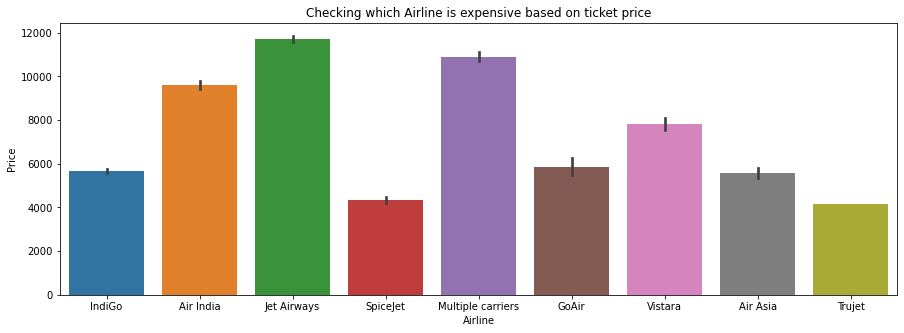 Checking which Airline is expensive based on ticket price
12000
10000
8000
6000
4000
2000
0
Price
IndiGo Air India Jet Airways SpiceJet Multiple carriers GoAir Vistara Air Asia Trujet
Airline